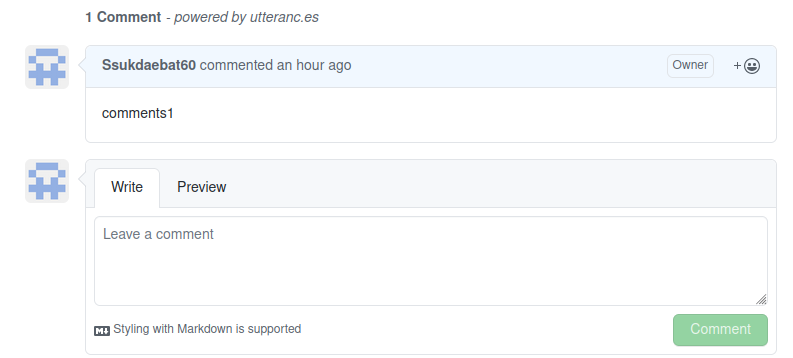 1 Comment - powered by utteranc.es
Ssukdaebat60 commented an hour ago Owner +
comments1
Write Preview
Leave a comment
M↓ Styling with Markdown is supported Comment